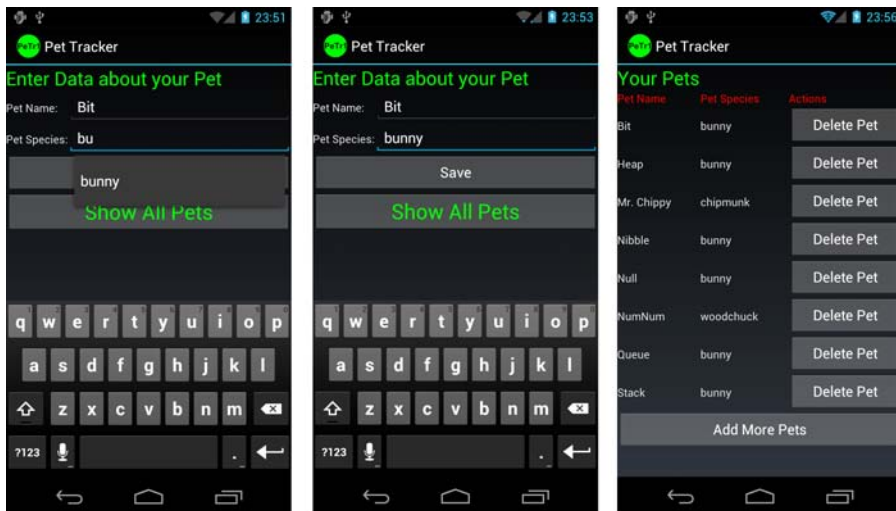 23:51
PeTr1 Pet Tracker
Enter Data about your Pet
Pet Name: Bit
Pet Species: bu
bunny
Show All Pets
q w e r t y u i o p
a s d f g h j k l
z x c v b n m
?123 .
23:53
PeTr1 Pet Tracker
Enter Data about your Pet
Pet Name: Bit
Pet Species: bunny
Save
Show All Pets
q w e r t y u i o p
a s d f g h j k l
z x c v b n m
?123 .
23:56
PeTr1 Pet Tracker
Your Pets
Pet Name Pet Species Actions
Bit bunny Delete Pet
Heap bunny Delete Pet
Mr. Chippy chipmunk Delete Pet
Nibble bunny Delete Pet
Null bunny Delete Pet
NumNum woodchuck Delete Pet
Queue bunny Delete Pet
Stack bunny Delete Pet
Add More Pets